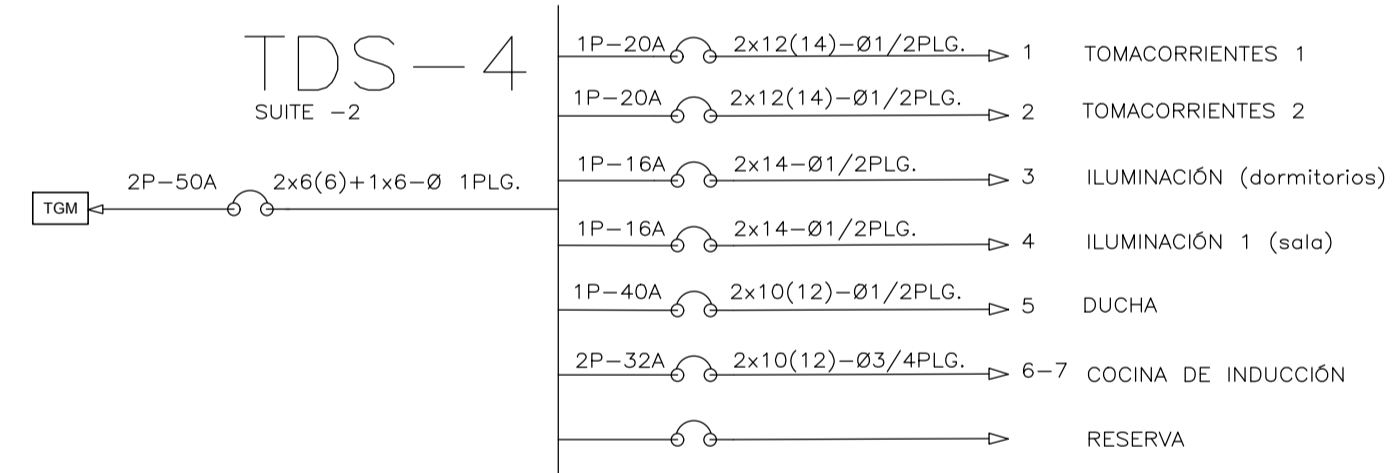 TDS-4
SUITE -2
TGM
2P-50A 2x6(6)+1x6-Ø 1PLG.
1P-20A 2x12(14)-Ø1/2PLG. 1 TOMACORRIENTES 1
1P-20A 2x12(14)-Ø1/2PLG. 2 TOMACORRIENTES 2
1P-16A 2x14-Ø1/2PLG. 3 ILUMINACIÓN (dormitorios)
1P-16A 2x14-Ø1/2PLG. 4 ILUMINACIÓN 1 (sala)
1P-40A 2x10(12)-Ø1/2PLG. 5 DUCHA
2P-32A 2x10(12)-Ø3/4PLG. 6-7 COCINA DE INDUCCIÓN
RESERVA